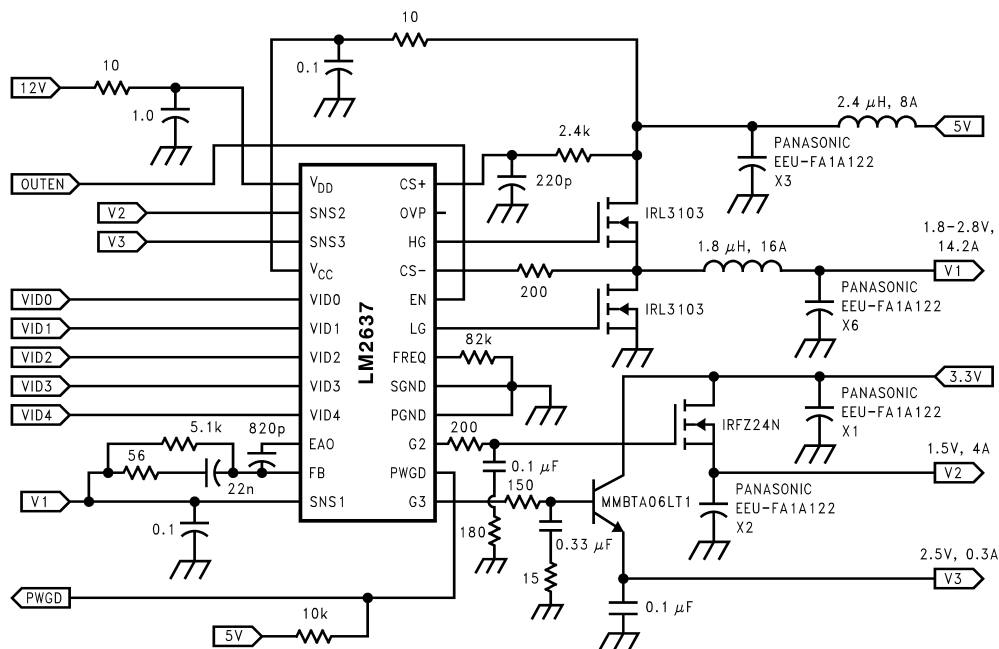 10
0.1
10
12V
1.0
2.4 µH, 8A
5V
2.4k
PANASONIC
EEU-FA1A122
X3
220p
OUTEN
VDD
CS+
V2
SNS2
OVP
IRL3103
V3
SNS3
HG
1.8 µH, 16A
1.8-2.8V,
14.2A
VCC
CS-
200
V1
VID0
VID0
EN
PANASONIC
EEU-FA1A122
X6
IRL3103
VID1
VID1
LG
LM2637
82k
VID2
VID2
FREQ
VID3
VID3
SGND
3.3V
PANASONIC
EEU-FA1A122
X1
VID4
VID4
PGND
5.1k
820p
EAO
G2
200
IRFZ24N
56
22n
FB
PWGD
0.1 µF
1.5V, 4A
V2
V1
SNS1
G3
150
MMBTA06LT1
PANASONIC
EEU-FA1A122
X2
0.1
180
0.33 µF
2.5V, 0.3A
15
V3
PWGD
0.1 µF
10k
5V